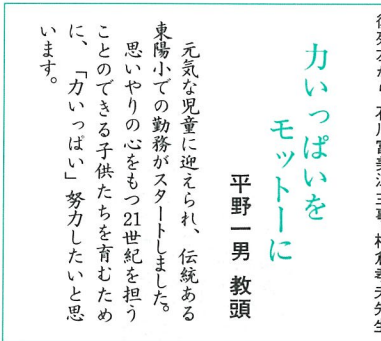 力いっぱいを
モットーに
平野一男 教頭
元気な児童に迎えられ、伝統ある
東陽小での勤務がスタートしました。
思いやりの心をもつ21世紀を担う
ことのできる子供たちを育むため
に、「力いっぱい」努力したいと思
います。